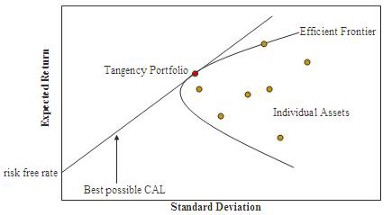 Efficient Frontier
Tangency Portfolio
Expected Return
Individual Assets
risk free rate
Best possible CAL
Standard Deviation